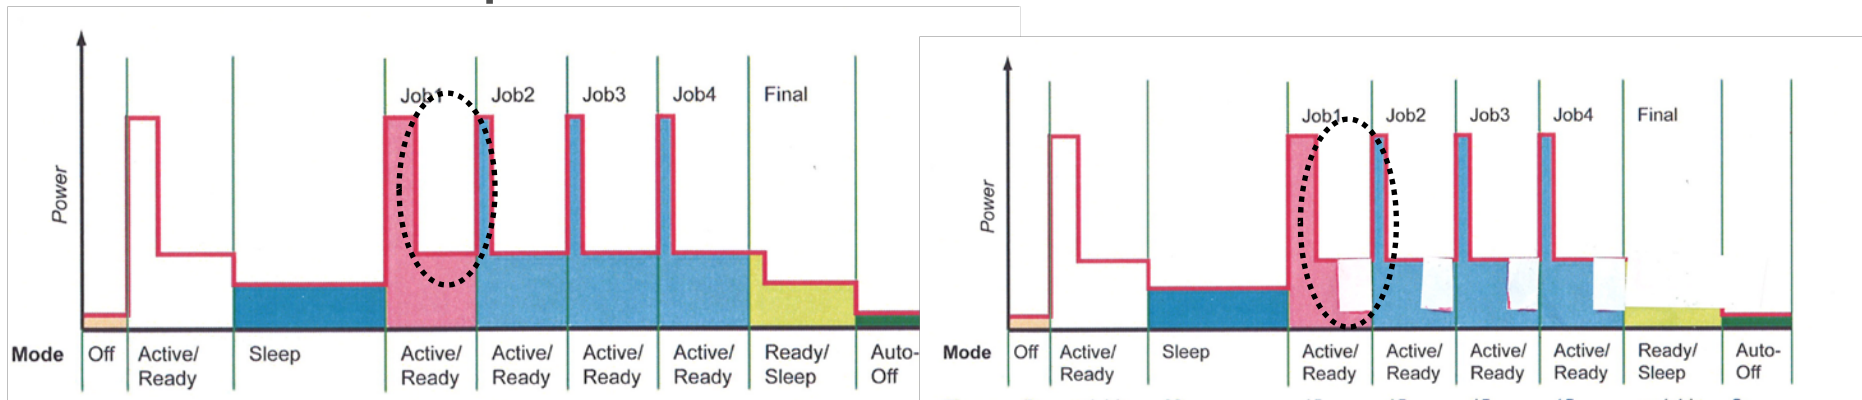 Job1 Job2 Job3 Job4 Final
Power
Mode Off Active/ Sleep Active/ Active/ Active/ Active/ Ready/ Auto-
Ready Ready Ready Ready Ready Sleep Off
Job1 Job2 Job3 Job4 Final
Power
Mode Off Active/ Sleep Active/ Active/ Active/ Active/ Ready/ Auto-
Ready Ready Ready Ready Ready Sleep Off